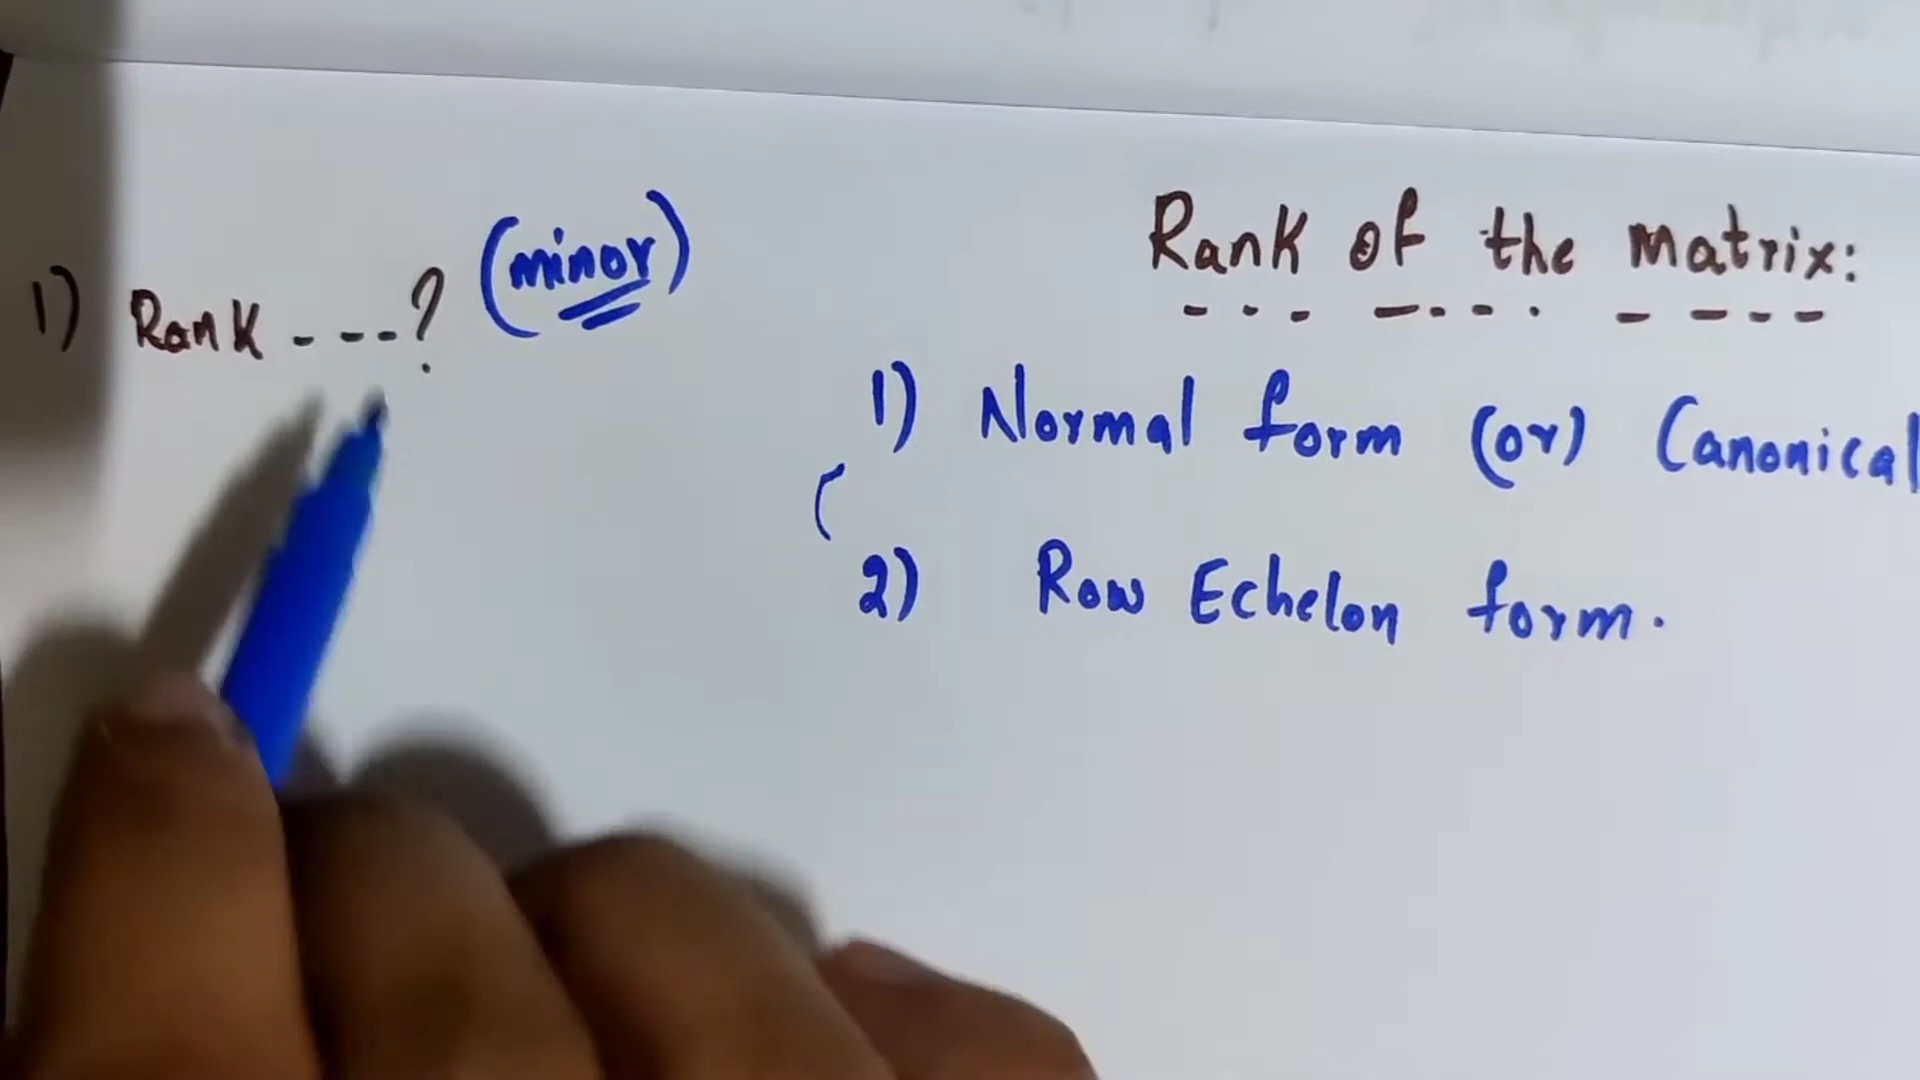 1) Rank - - - ? (minor)
Rank of the matrix:
1) Normal form (or) Canonical
2) Row Echelon form.